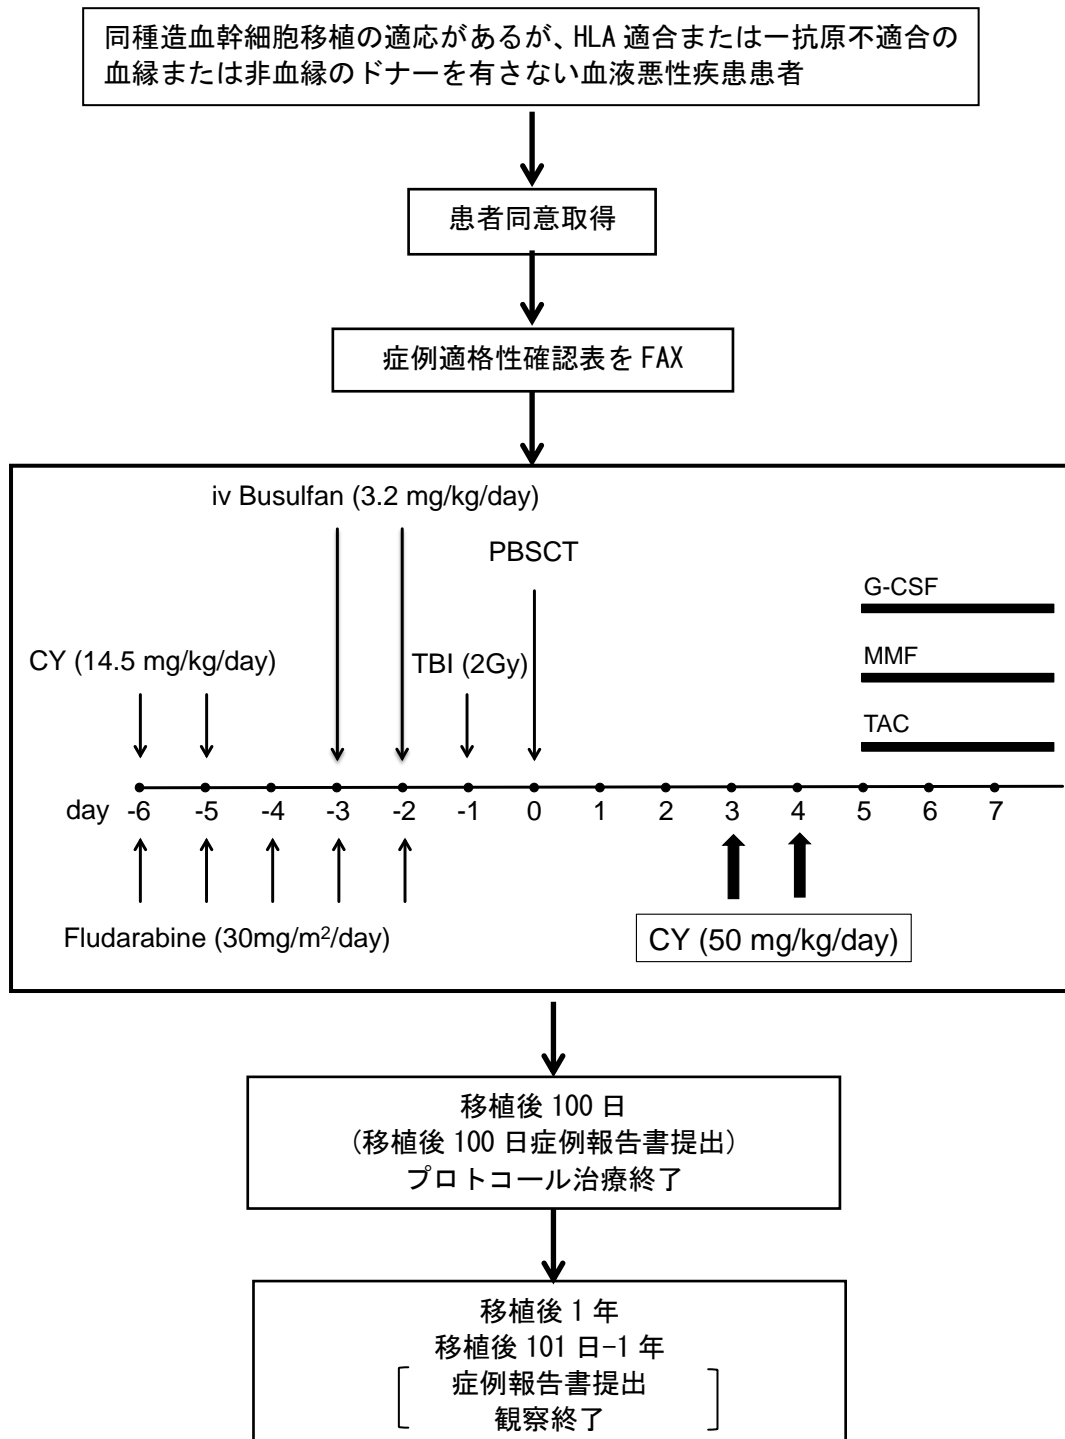 同種造血幹細胞移植の適応があるが、HLA 適合または一抗原不適合の
血縁または非血縁のドナーを有さない血液悪性疾患患者
患者同意取得
症例適格性確認表を FAX
iv Busulfan (3.2 mg/kg/day)
PBSCT
G-CSF
CY (14.5 mg/kg/day)
TBI (2Gy)
MMF
TAC
day -6 -5 -4 -3 -2 -1 0 1 2 3 4 5 6 7
Fludarabine (30mg/m²/day)
CY (50 mg/kg/day)
移植後 100 日
(移植後 100 日症例報告書提出)
プロトコール治療終了
移植後 1 年
移植後 101 日-1 年
症例報告書提出
観察終了